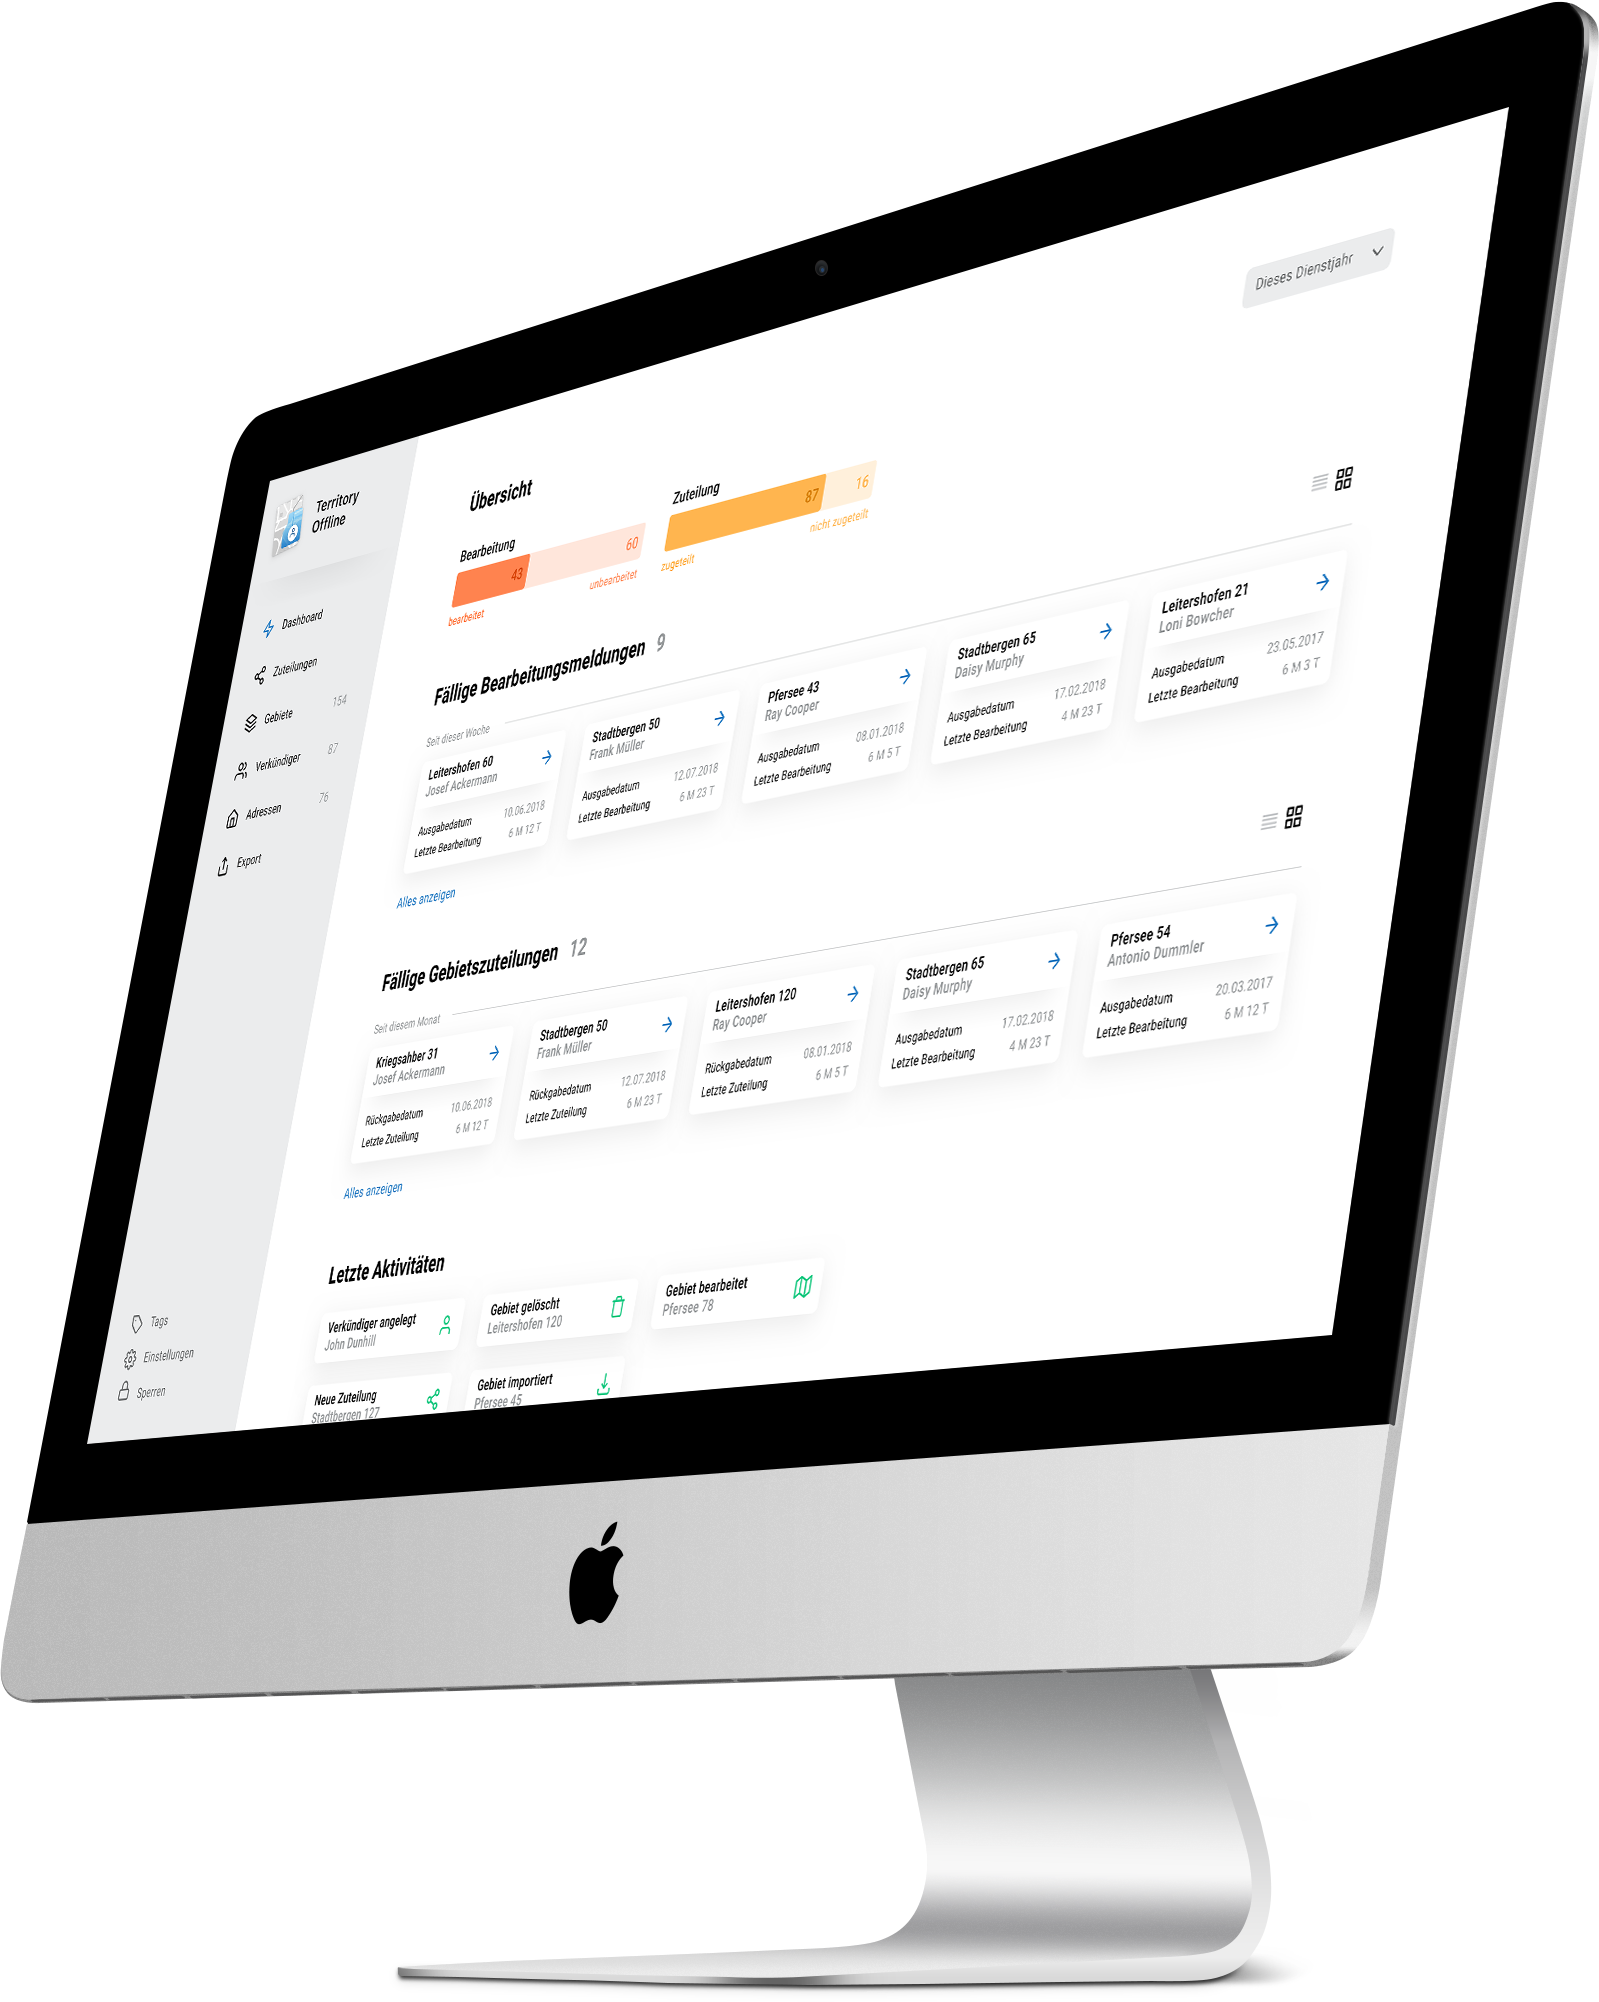 Territory
Offline
Dashboard
Zuteilungen
Gebiete 154
Verkündiger 87
Adressen 76
Export
Tags
Einstellungen
Sperren
Dieses Dienstjahr
Übersicht
Bearbeitung
43 60
bearbeitet unbearbeitet
Zuteilung
87 16
zugeteilt nicht zugeteilt
Fällige Bearbeitungsmeldungen 9
Seit dieser Woche
Leitershofen 60
Josef Ackermann
Ausgabedatum 10.06.2018
Letzte Bearbeitung 6 M 12 T
Stadtbergen 50
Frank Müller
Ausgabedatum 12.07.2018
Letzte Bearbeitung 6 M 23 T
Pfersee 43
Ray Cooper
Ausgabedatum 08.01.2018
Letzte Bearbeitung 6 M 5 T
Stadtbergen 65
Daisy Murphy
Ausgabedatum 17.02.2018
Letzte Bearbeitung 4 M 23 T
Leitershofen 21
Loni Bowcher
Ausgabedatum 23.05.2017
Letzte Bearbeitung 6 M 3 T
Alles anzeigen
Fällige Gebietszuteilungen 12
Seit diesem Monat
Kriegsahber 31
Josef Ackermann
Rückgabedatum 10.06.2018
Letzte Zuteilung 6 M 12 T
Stadtbergen 50
Frank Müller
Rückgabedatum 12.07.2018
Letzte Zuteilung 6 M 23 T
Leitershofen 120
Ray Cooper
Rückgabedatum 08.01.2018
Letzte Zuteilung 6 M 5 T
Stadtbergen 65
Daisy Murphy
Ausgabedatum 17.02.2018
Letzte Bearbeitung 4 M 23 T
Pfersee 54
Antonio Dummler
Ausgabedatum 20.03.2017
Letzte Bearbeitung 6 M 12 T
Alles anzeigen
Letzte Aktivitäten
Verkündiger angelegt
John Dunhill
Gebiet gelöscht
Leitershofen 120
Gebiet bearbeitet
Pfersee 78
Neue Zuteilung
Stadtbergen 127
Gebiet importiert
Pfersee 45